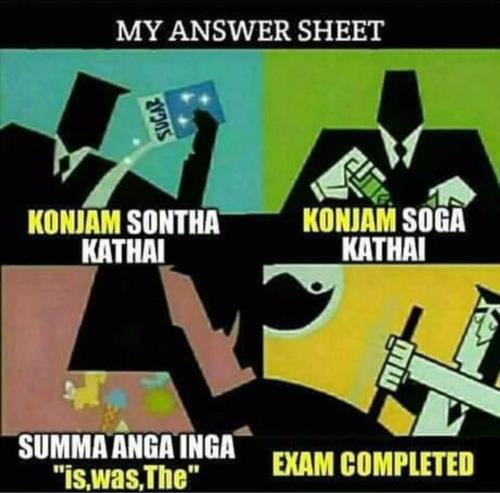 MY ANSWER SHEET
SUGAR
KONJAM SONTHA
KATHAI
KONJAM SOGA
KATHAI
SUMMA ANGA INGA
"is,was,The"
EXAM COMPLETED